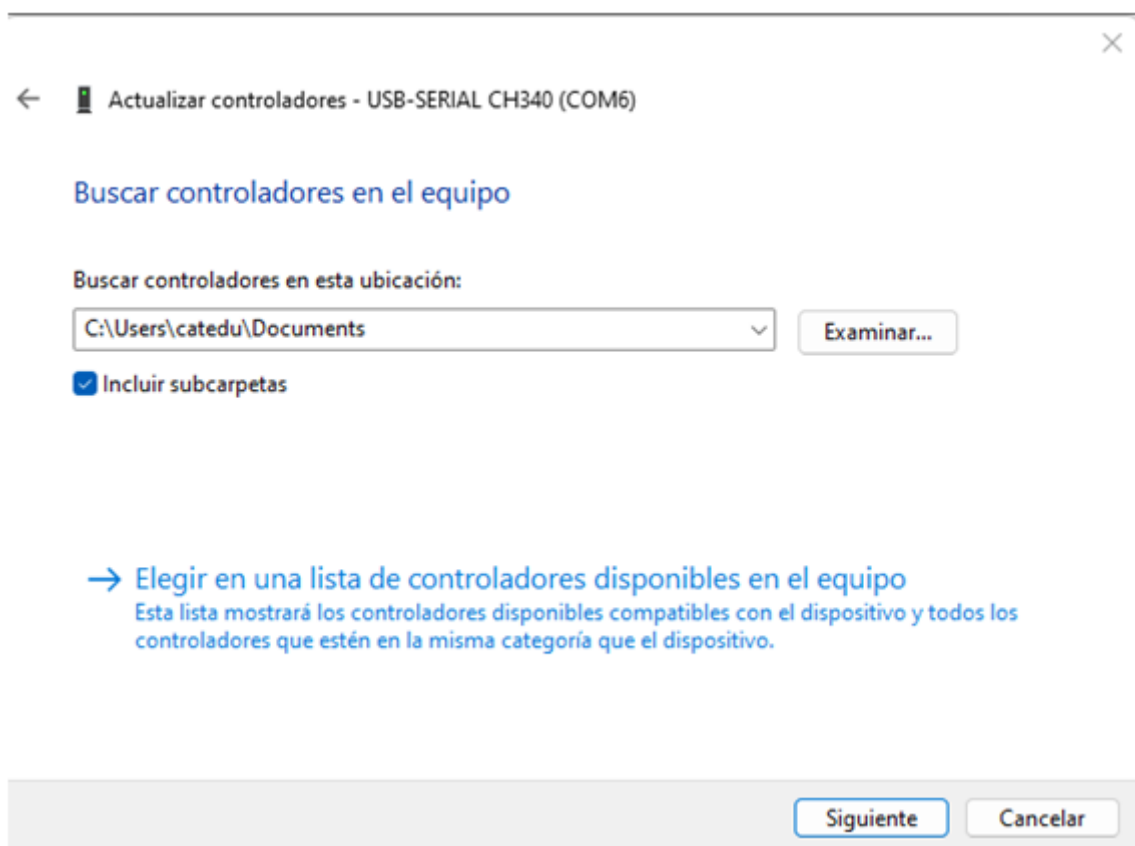 Actualizar controladores - USB-SERIAL CH340 (COM6)
Buscar controladores en el equipo
Buscar controladores en esta ubicación:
C:\Users\catedu\Documents
Examinar...
Incluir subcarpetas
Elegir en una lista de controladores disponibles en el equipo
Esta lista mostrará los controladores disponibles compatibles con el dispositivo y todos los
controladores que estén en la misma categoría que el dispositivo.
Siguiente
Cancelar